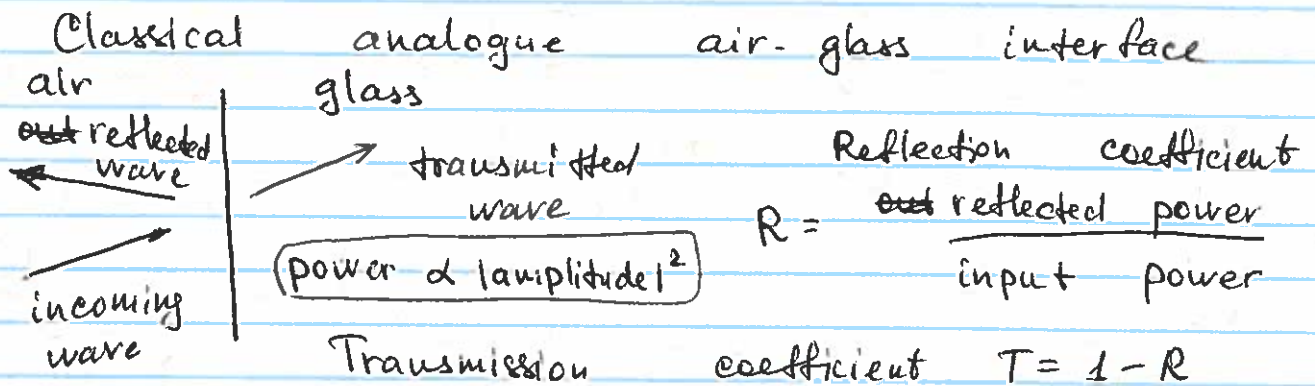 Classical analogue air-glass interface
air glass
out reflected
wave
transmitted
wave
Reflection coefficient
R = out reflected power
input power
power ∝ |amplitude|²
incoming
wave
Transmission coefficient T = 1 - R